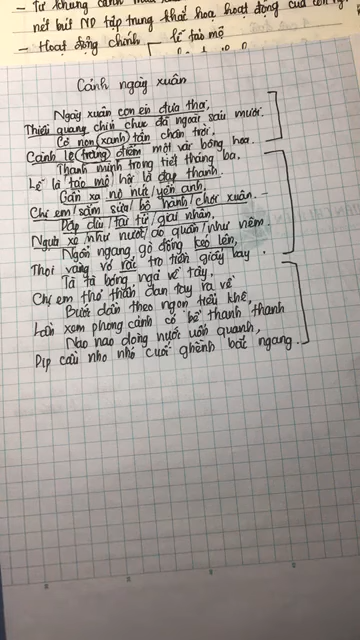 - Từ khung cảnh
nét bút ND tập trung khắc họa hoạt động của con
- Hoạt động chính lễ tảo mộ
Cảnh ngày xuân
Ngày xuân con én đưa thoi,
Thiều quang chín chục đã ngoài sáu mươi.
Cỏ non (xanh) tận chân trời,
Cành lê (trắng) điểm một vài bông hoa.
Thanh minh trong tiết tháng ba,
Lễ là tảo mộ hội là đạp thanh.
Gần xa nô nức / yến anh,
Chị em / sắm sửa / bộ hành / chơi xuân.
Dập dìu / tài tử / giai nhân,
Ngựa xe / như nước / áo quần / như nêm.
Ngổn ngang gò đống kéo lên,
Thoi vàng vó rắc tro tiền giấy bay.
Tà tà bóng ngả về tây,
Chị em thơ thẩn dan tay ra về
Bước dần theo ngọn tiểu khê,
Lần xem phong cảnh có bề thanh thanh
Nao nao dòng nước uốn quanh,
Dịp cầu nho nhỏ cuối ghềnh bắc ngang.